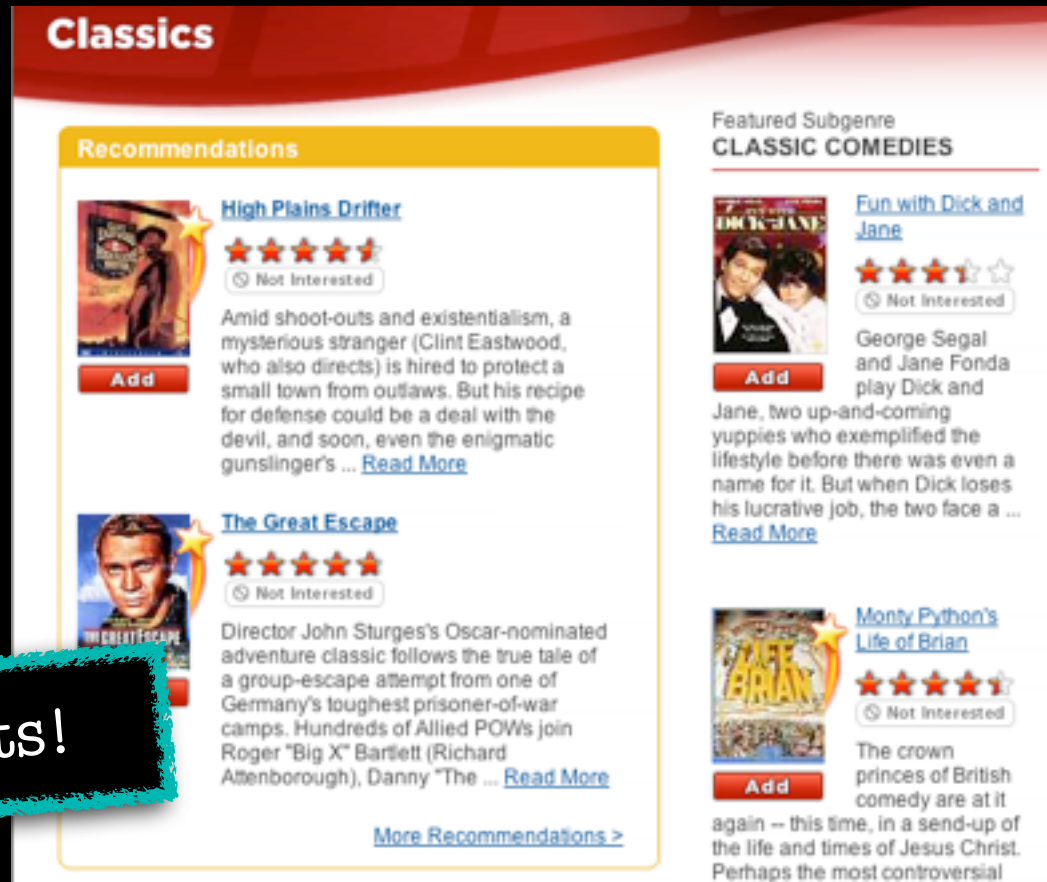 Classics
Recommendations
High Plains Drifter
Not Interested
Amid shoot-outs and existentialism, a
mysterious stranger (Clint Eastwood,
who also directs) is hired to protect a
small town from outlaws. But his recipe
for defense could be a deal with the
devil, and soon, even the enigmatic
gunslinger's ... Read More
Add
The Great Escape
Not Interested
Director John Sturges's Oscar-nominated
adventure classic follows the true tale of
a group-escape attempt from one of
Germany's toughest prisoner-of-war
camps. Hundreds of Allied POWs join
Roger "Big X" Bartlett (Richard
Attenborough), Danny "The ... Read More
THE GREAT ESCAPE
ts!
More Recommendations >
Featured Subgenre
CLASSIC COMEDIES
DICK AND JANE
Fun with Dick and
Jane
Not Interested
Add
George Segal
and Jane Fonda
play Dick and
Jane, two up-and-coming
yuppies who exemplified the
lifestyle before there was even a
name for it. But when Dick loses
his lucrative job, the two face a ...
Read More
LIFE
BRIAN
Monty Python's
Life of Brian
Not Interested
Add
The crown
princes of British
comedy are at it
again -- this time, in a send-up of
the life and times of Jesus Christ.
Perhaps the most controversial